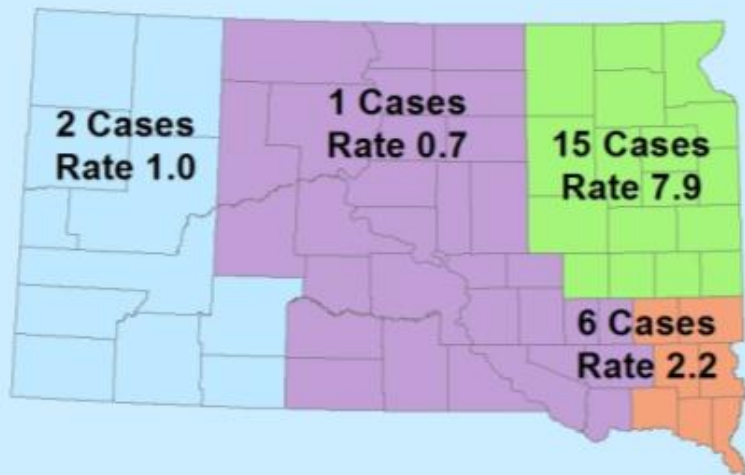 2 Cases
Rate 1.0
1 Cases
Rate 0.7
15 Cases
Rate 7.9
6 Cases
Rate 2.2